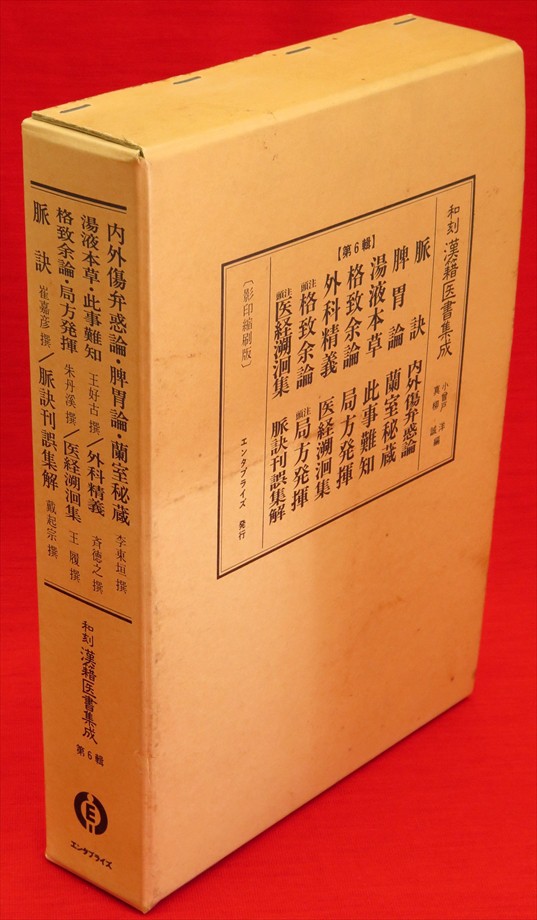 和刻 漢籍医書集成
小曽戸 洋
真柳 誠 編
【第6輯】
脈訣 内外傷弁惑論
脾胃論 蘭室秘蔵
湯液本草 此事難知
格致余論 局方発揮
外科精義 医経溯洄集
頭注 格致余論 頭注 局方発揮
頭注 医経溯洄集 脈訣刊誤集解
〔影印縮刷版〕
エンタプライズ 発行
内外傷弁惑論・脾胃論・蘭室秘蔵 李東垣 撰
湯液本草・此事難知 王好古 撰/外科精義 斉徳之 撰
格致余論・局方発揮 朱丹溪 撰/医経溯洄集 王履 撰
脈訣 崔嘉彦 撰/脈訣刊誤集解 戴起宗 撰
和刻 漢籍医書集成
第6輯
E
エンタプライズ